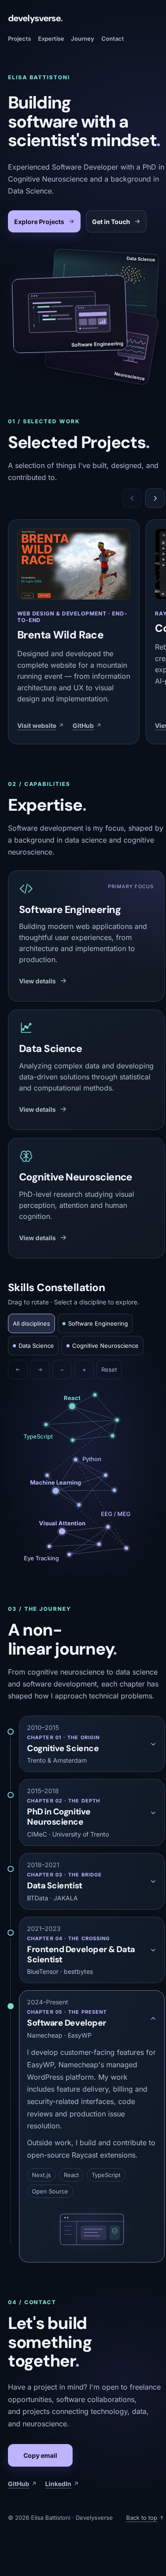 develysverse.
Projects Expertise Journey Contact
ELISA BATTISTONI
Building
software with a
scientist's mindset.
Experienced Software Developer with a PhD in
Cognitive Neuroscience and a background in
Data Science.
Explore Projects →
Get in Touch →
Data Science
Software Engineering
Neuroscience
01 / SELECTED WORK
Selected Projects.
A selection of things I've built, designed, and
contributed to.
BRENTA
WILD
RACE
WEB DESIGN & DEVELOPMENT · END-
TO-END
Brenta Wild Race
Designed and developed the
complete website for a mountain
running event — from information
architecture and UX to visual
design and implementation.
Visit website ↗ GitHub ↗
02 / CAPABILITIES
Expertise.
Software development is my focus, shaped by
a background in data science and cognitive
neuroscience.
PRIMARY FOCUS
Software Engineering
Building modern web applications and
thoughtful user experiences, from
architecture and implementation to
production.
View details →
Data Science
Analyzing complex data and developing
data-driven solutions through statistical
and computational methods.
View details →
Cognitive Neuroscience
PhD-level research studying visual
perception, attention and human
cognition.
View details →
Skills Constellation
Drag to rotate · Select a discipline to explore.
All disciplines
Software Engineering
Data Science
Cognitive Neuroscience
← → − + Reset
React
TypeScript
Python
Machine Learning
EEG / MEG
Visual Attention
Eye Tracking
03 / THE JOURNEY
A non-
linear journey.
From cognitive neuroscience to data science
and software development, each chapter has
shaped how I approach technical problems.
2010–2015
CHAPTER 01 · THE ORIGIN
Cognitive Science
Trento & Amsterdam
2015–2018
CHAPTER 02 · THE DEPTH
PhD in Cognitive
Neuroscience
CIMeC · University of Trento
2018–2021
CHAPTER 03 · THE BRIDGE
Data Scientist
BTData · JAKALA
2021–2023
CHAPTER 04 · THE CROSSING
Frontend Developer & Data
Scientist
BlueTensor · bestbytes
2024–Present
CHAPTER 05 · THE PRESENT
Software Developer
Namecheap · EasyWP
I develop customer-facing features for
EasyWP, Namecheap's managed
WordPress platform. My work
includes feature delivery, billing and
security-related interfaces, code
reviews and production issue
resolution.
Outside work, I build and contribute to
open-source Raycast extensions.
Next.js React TypeScript
Open Source
04 / CONTACT
Let's build
something
together.
Have a project in mind? I'm open to freelance
opportunities, software collaborations,
and projects connecting technology, data,
and neuroscience.
Copy email
GitHub ↗ LinkedIn ↗
© 2026 Elisa Battistoni · Develysverse
Back to top ↑